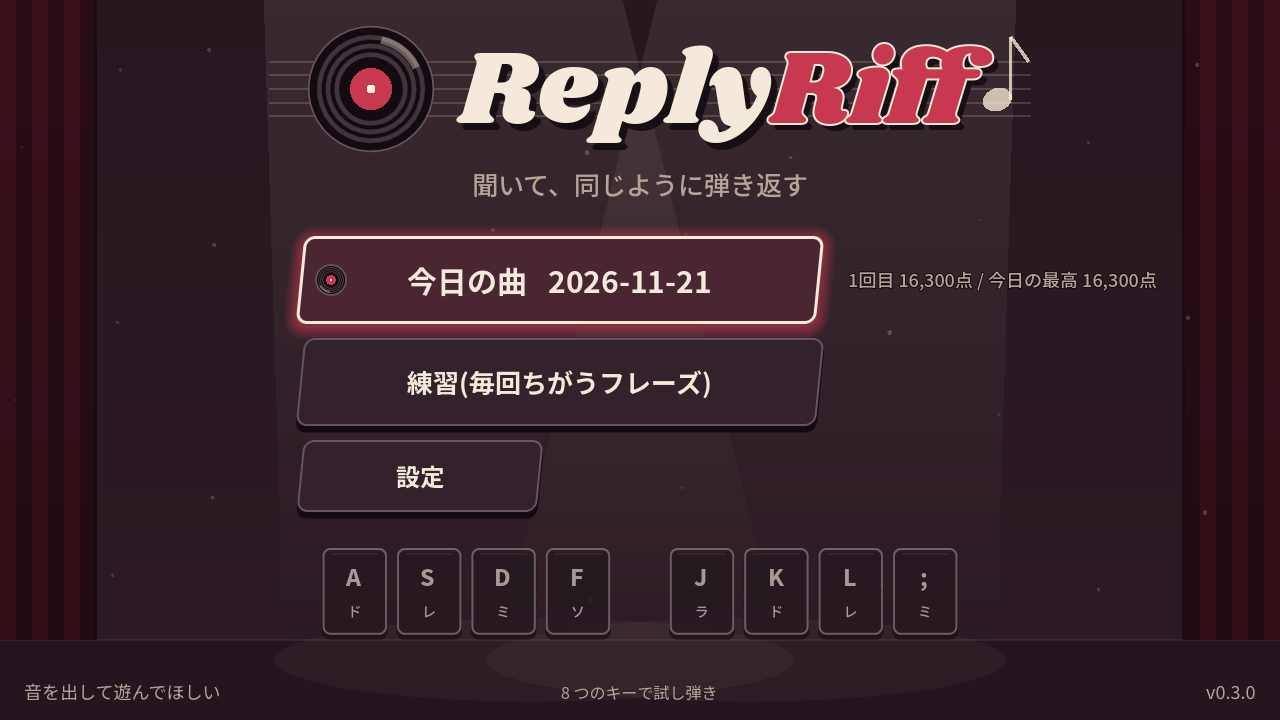 ReplyRiff
聞いて、同じように弾き返す
今日の曲 2026-11-21
1回目 16,300点 / 今日の最高 16,300点
練習(毎回ちがうフレーズ)
設定
A S D F J K L ;
ド レ ミ ソ ラ ド レ ミ
音を出して遊んでほしい
8 つのキーで試し弾き
v0.3.0